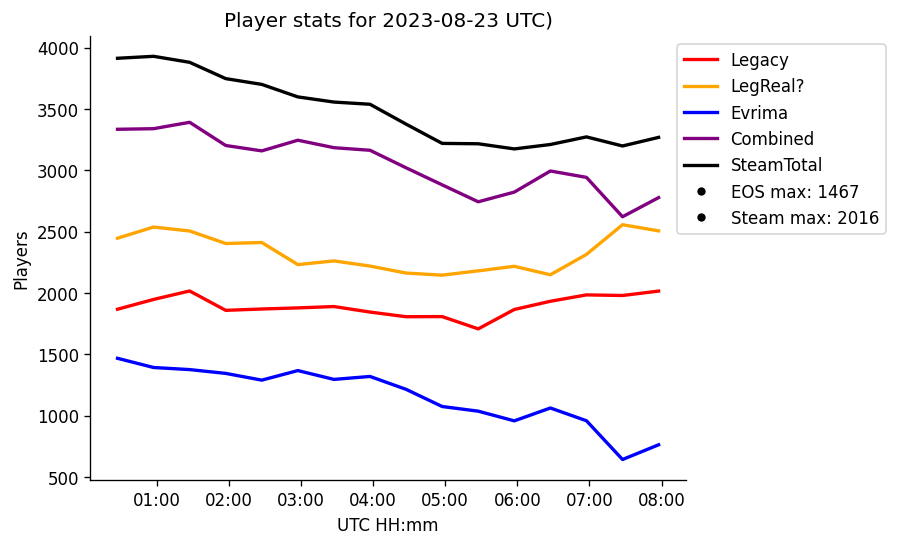 Player stats for 2023-08-23 UTC)
4000
3500
3000
2500
2000
1500
1000
500
Players
01:00 02:00 03:00 04:00 05:00 06:00 07:00 08:00
UTC HH:mm
Legacy
LegReal?
Evrima
Combined
SteamTotal
EOS max: 1467
Steam max: 2016